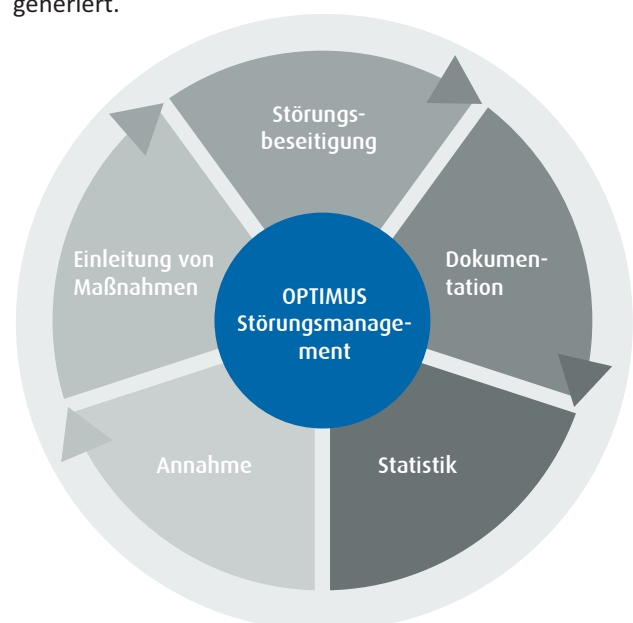 generiert.
Störungs-
beseitigung
Einleitung von
Maßnahmen
Dokumen-
tation
OPTIMUS
Störungsmanage-
ment
Annahme
Statistik